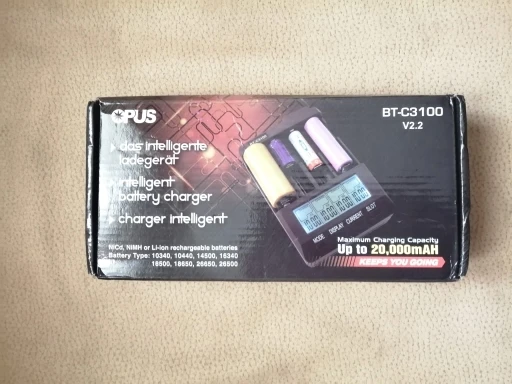 OPUS
BT-C3100
V2.2
das intelligente
ladegerät
intelligent
battery charger
charger intelligent
MODE DISPLAY CURRENT SLOT
NiCd, NiMH or Li-ion rechargeable batteries
Battery Type: 10340, 10440, 14500, 16340
18500, 18650, 26650, 26500
Maximum Charging Capacity
Up to 20,000mAH
KEEPS YOU GOING